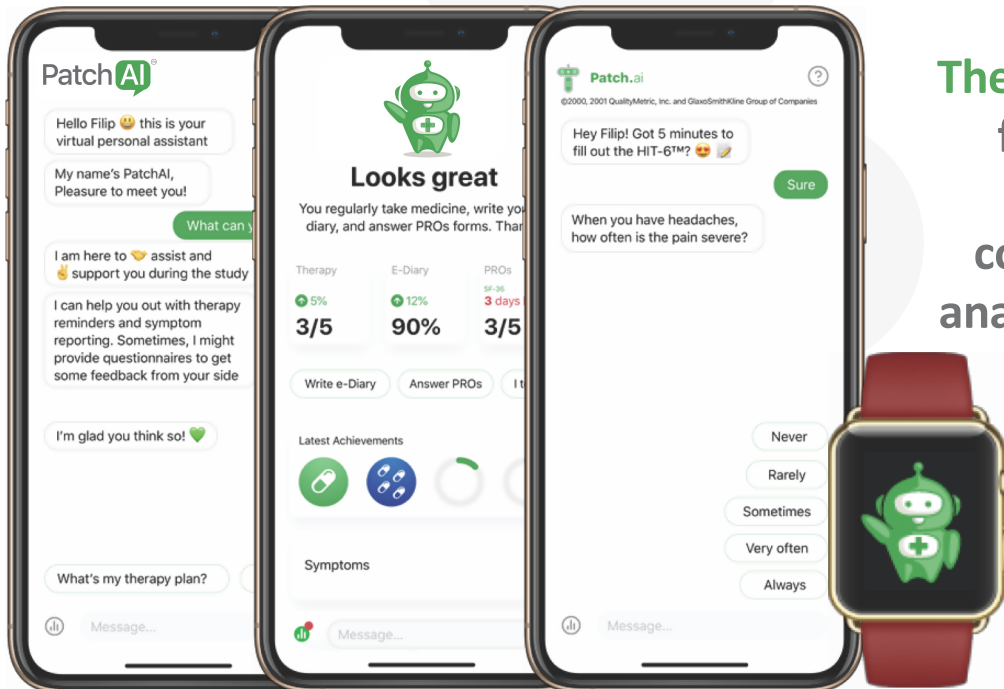 PatchAI®
Hello Filip 😃 this is your
virtual personal assistant
My name's PatchAI,
Pleasure to meet you!
What can
I am here to 🤝 assist and
✌️ support you during the study
I can help you out with therapy
reminders and symptom
reporting. Sometimes, I might
provide questionnaires to get
some feedback from your side
I'm glad you think so! 💚
What's my therapy plan?
Message...
Looks great
You regularly take medicine, write
diary, and answer PROs forms.
Therapy
5%
3/5
E-Diary
12%
90%
PROs
SF-36
3 days
3/5
Write e-Diary
Answer PROs
I
Latest Achievements
Symptoms
Message...
Patch.ai
?
©2000, 2001 QualityMetric, Inc. and GlaxoSmithKline Group of Companies
Hey Filip! Got 5 minutes to
fill out the HIT-6™? 😍 📝
Sure
When you have headaches,
how often is the pain severe?
Never
Rarely
Sometimes
Very often
Always
Message...
The